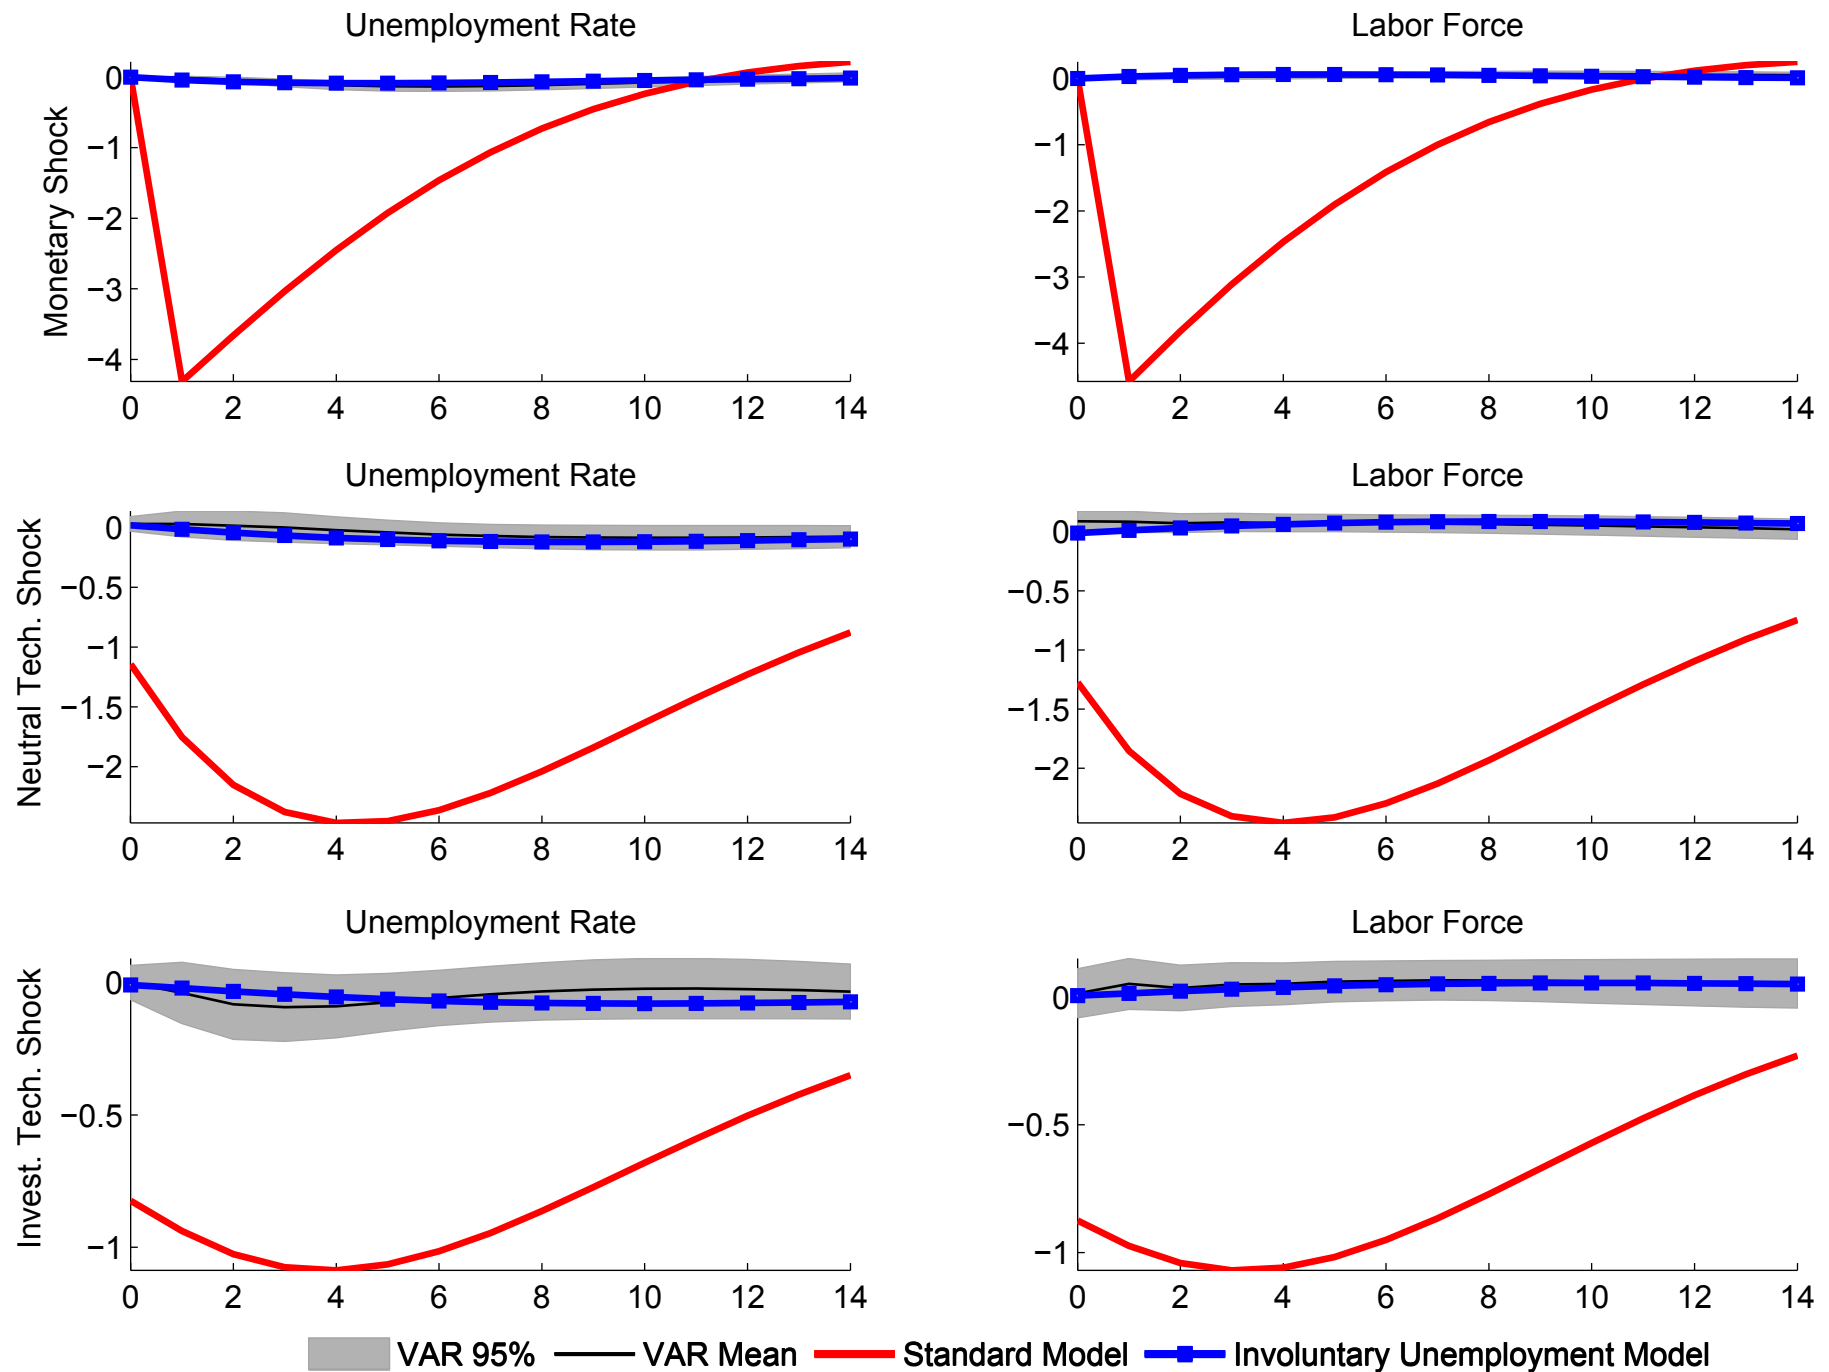 Unemployment Rate
Labor Force
Monetary Shock
0
−1
−2
−3
−4
0 2 4 6 8 10 12 14
0
−1
−2
−3
−4
0 2 4 6 8 10 12 14
Unemployment Rate
Labor Force
Neutral Tech. Shock
0
−0.5
−1
−1.5
−2
0 2 4 6 8 10 12 14
0
−0.5
−1
−1.5
−2
0 2 4 6 8 10 12 14
Unemployment Rate
Labor Force
Invest. Tech. Shock
0
−0.5
−1
0 2 4 6 8 10 12 14
0
−0.5
−1
0 2 4 6 8 10 12 14
VAR 95% VAR Mean Standard Model Involuntary Unemployment Model